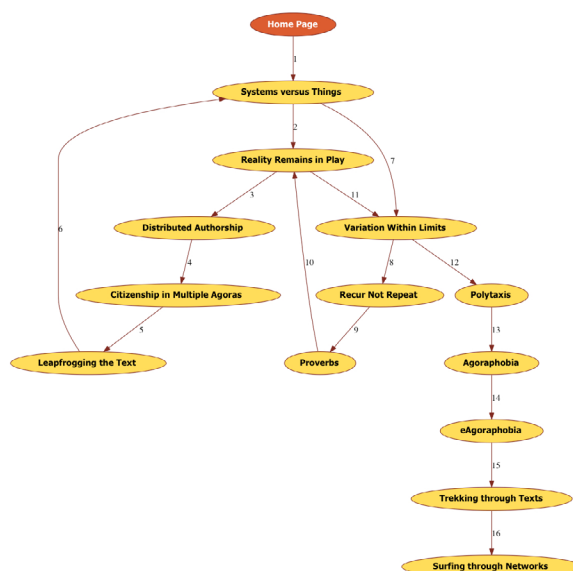 Home Page
1
Systems versus Things
2
7
Reality Remains in Play
3
11
6
Distributed Authorship
Variation Within Limits
4
10
8
12
Citizenship in Multiple Agoras
Recur Not Repeat
Polytaxis
5
9
13
Leapfrogging the Text
Proverbs
Agoraphobia
14
eAgoraphobia
15
Trekking through Texts
16
Surfing through Networks